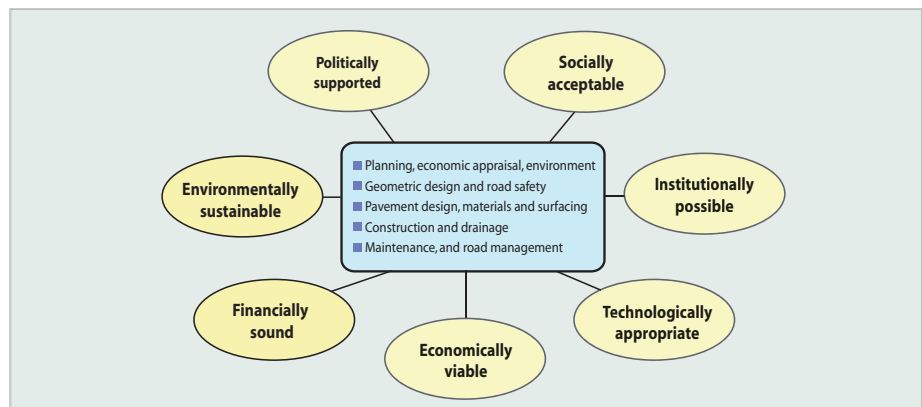 Politically
supported
Socially
acceptable
Planning, economic appraisal, environment
Geometric design and road safety
Pavement design, materials and surfacing
Construction and drainage
Maintenance, and road management
Environmentally
sustainable
Institutionally
possible
Financially
sound
Technologically
appropriate
Economically
viable